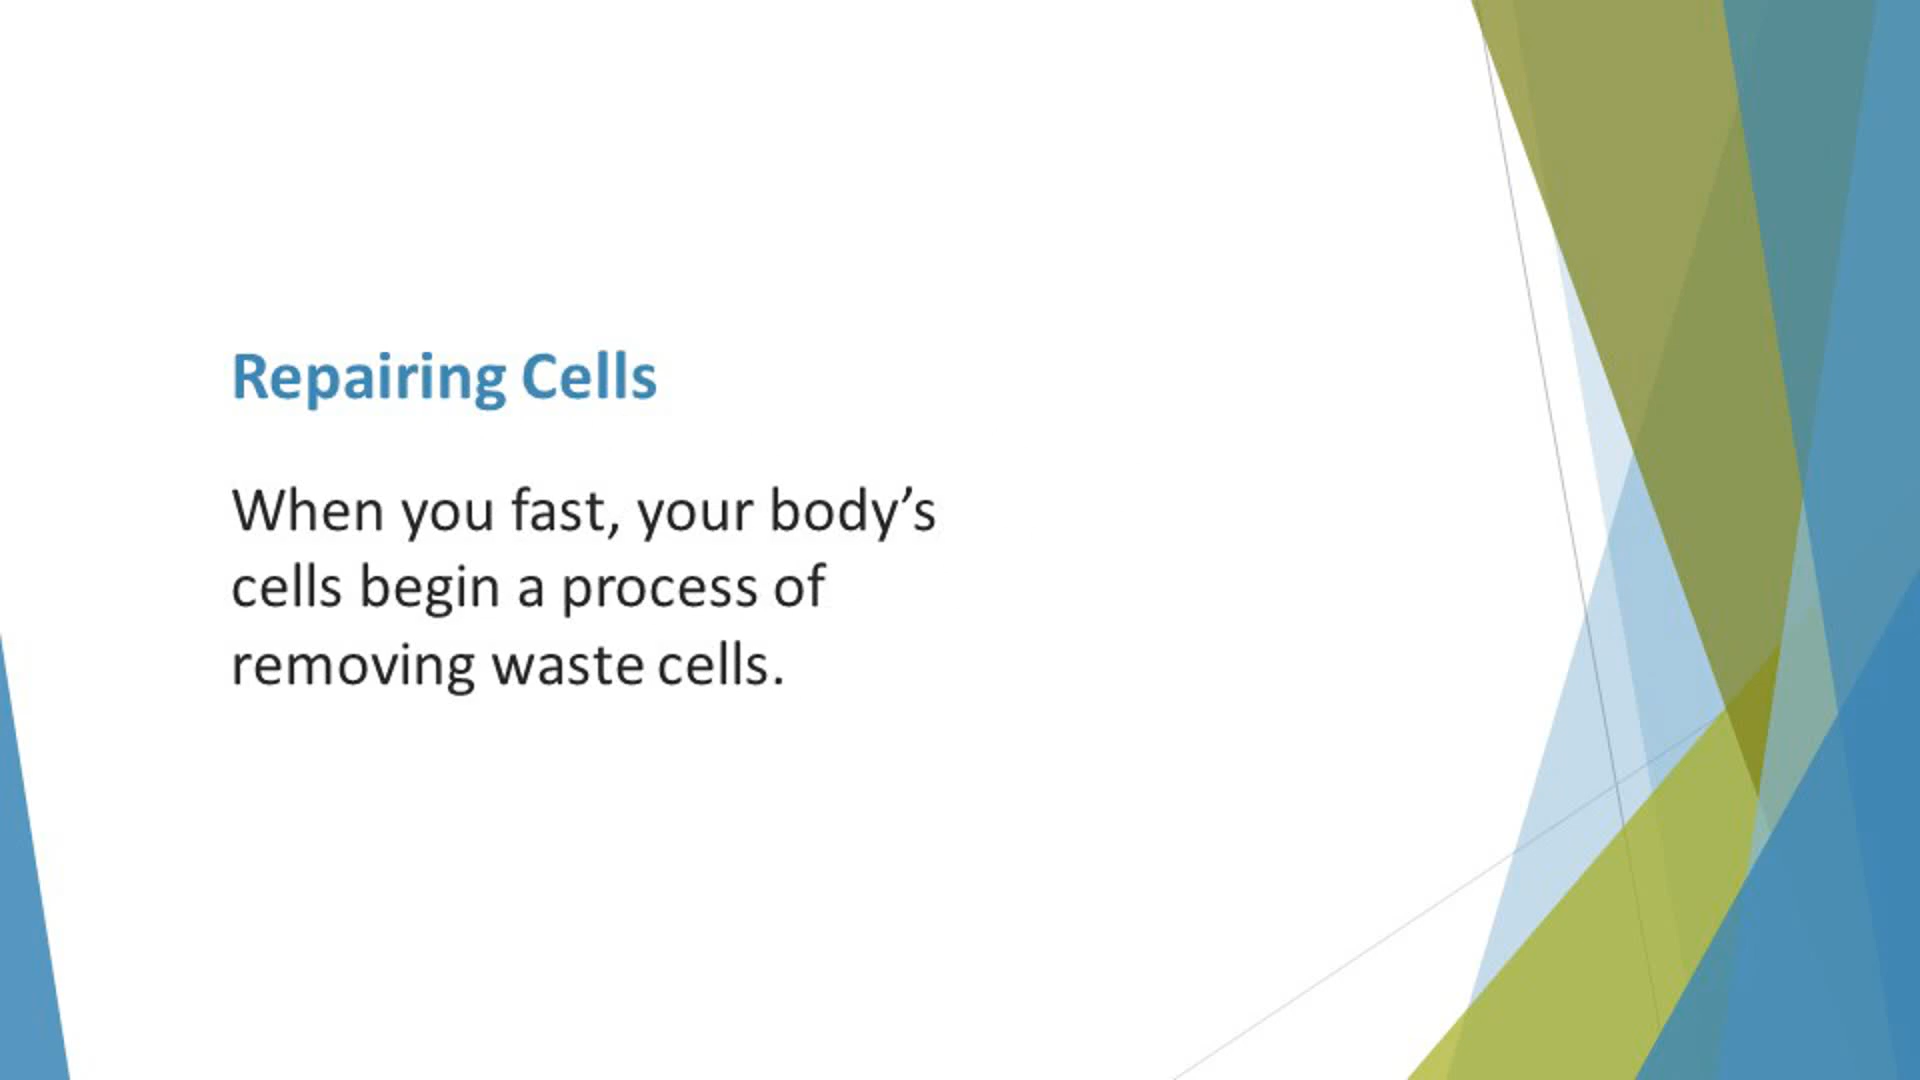 Repairing Cells
When you fast, your body’s
cells begin a process of
removing waste cells.